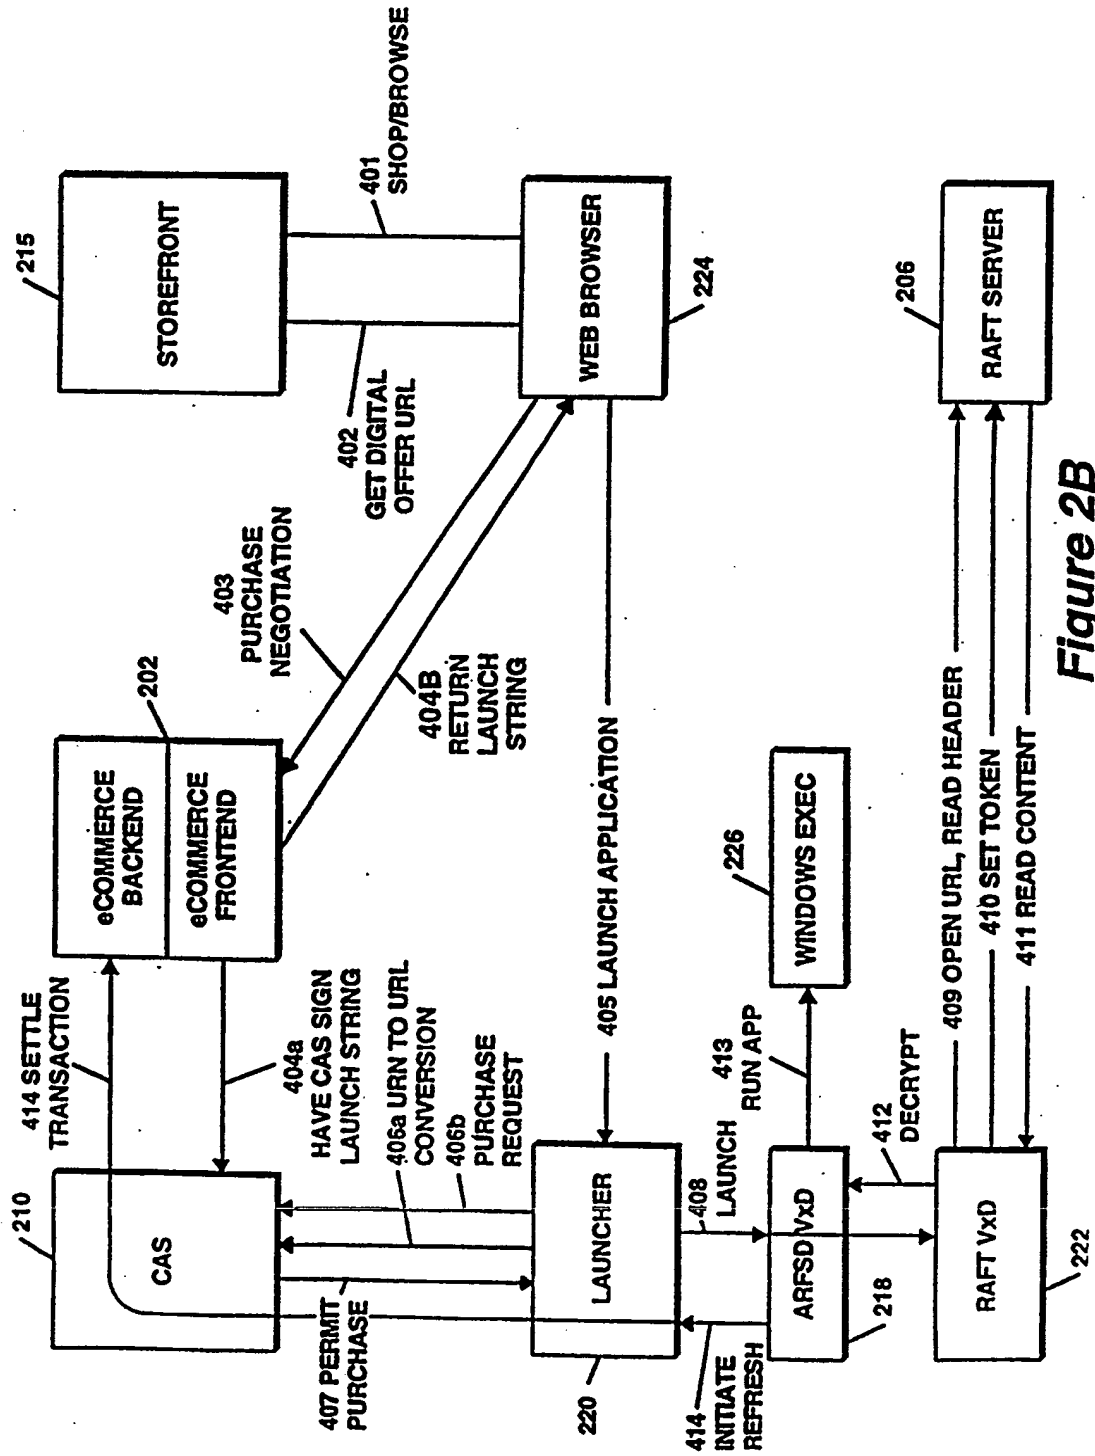 215
STOREFRONT
401
SHOP/BROWSE
402
GET DIGITAL
OFFER URL
WEB BROWSER
224
403
PURCHASE
NEGOTIATION
404B
RETURN
LAUNCH
STRING
202
eCOMMERCE
BACKEND
eCOMMERCE
FRONTEND
414 SETTLE
TRANSACTION
404a
HAVE CAS SIGN
LAUNCH STRING
210
CAS
406a URN TO URL
CONVERSION
406b
PURCHASE
REQUEST
407 PERMIT
PURCHASE
405 LAUNCH APPLICATION
LAUNCHER
220
408
LAUNCH
414
INITIATE
REFRESH
ARFSD VxD
218
413
RUN APP
226
WINDOWS EXEC
412
DECRYPT
RAFT VxD
222
409 OPEN URL, READ HEADER
410 SET TOKEN
411 READ CONTENT
206
RAFT SERVER
Figure 2B